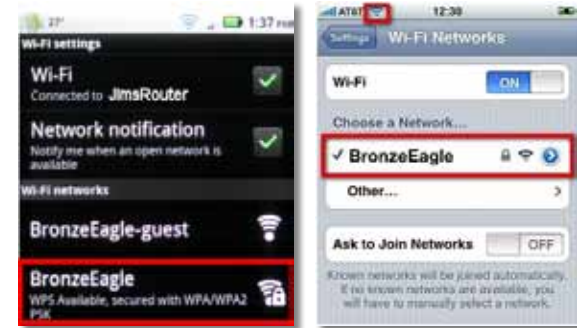 27°
1:37 PM
Wi-Fi settings
Wi-Fi
Connected to JimsRouter
Network notification
Notify me when an open network is
available
Wi-Fi networks
BronzeEagle-guest
BronzeEagle
WPS Available, secured with WPA/WPA2
PSK
AT&T
12:30
Settings
Wi-Fi Networks
Wi-Fi
ON
Choose a Network...
BronzeEagle
Other...
Ask to Join Networks
OFF
Known networks will be joined automatically.
If no known networks are available, you
will have to manually select a network.